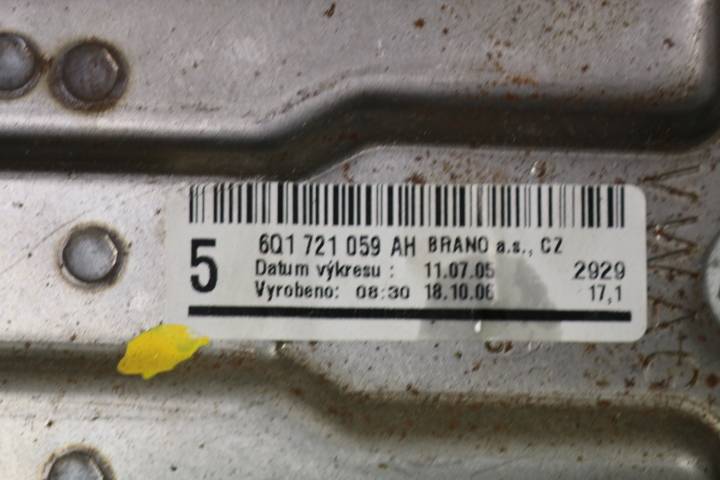 5
6Q1 721 059 AH BRANO a.s., CZ
Datum výkresu : 11.07.05 2929
Vyrobeno: 08:30 18.10.06 17,1